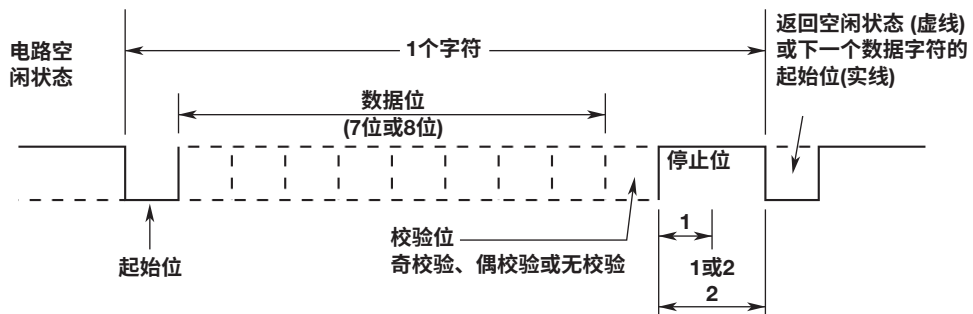 电路空
闲状态
1个字符
返回空闲状态 (虚线)
或下一个数据字符的
起始位(实线)
数据位
(7位或8位)
停止位
起始位
校验位
奇校验、偶校验或无校验
1
1或2
2